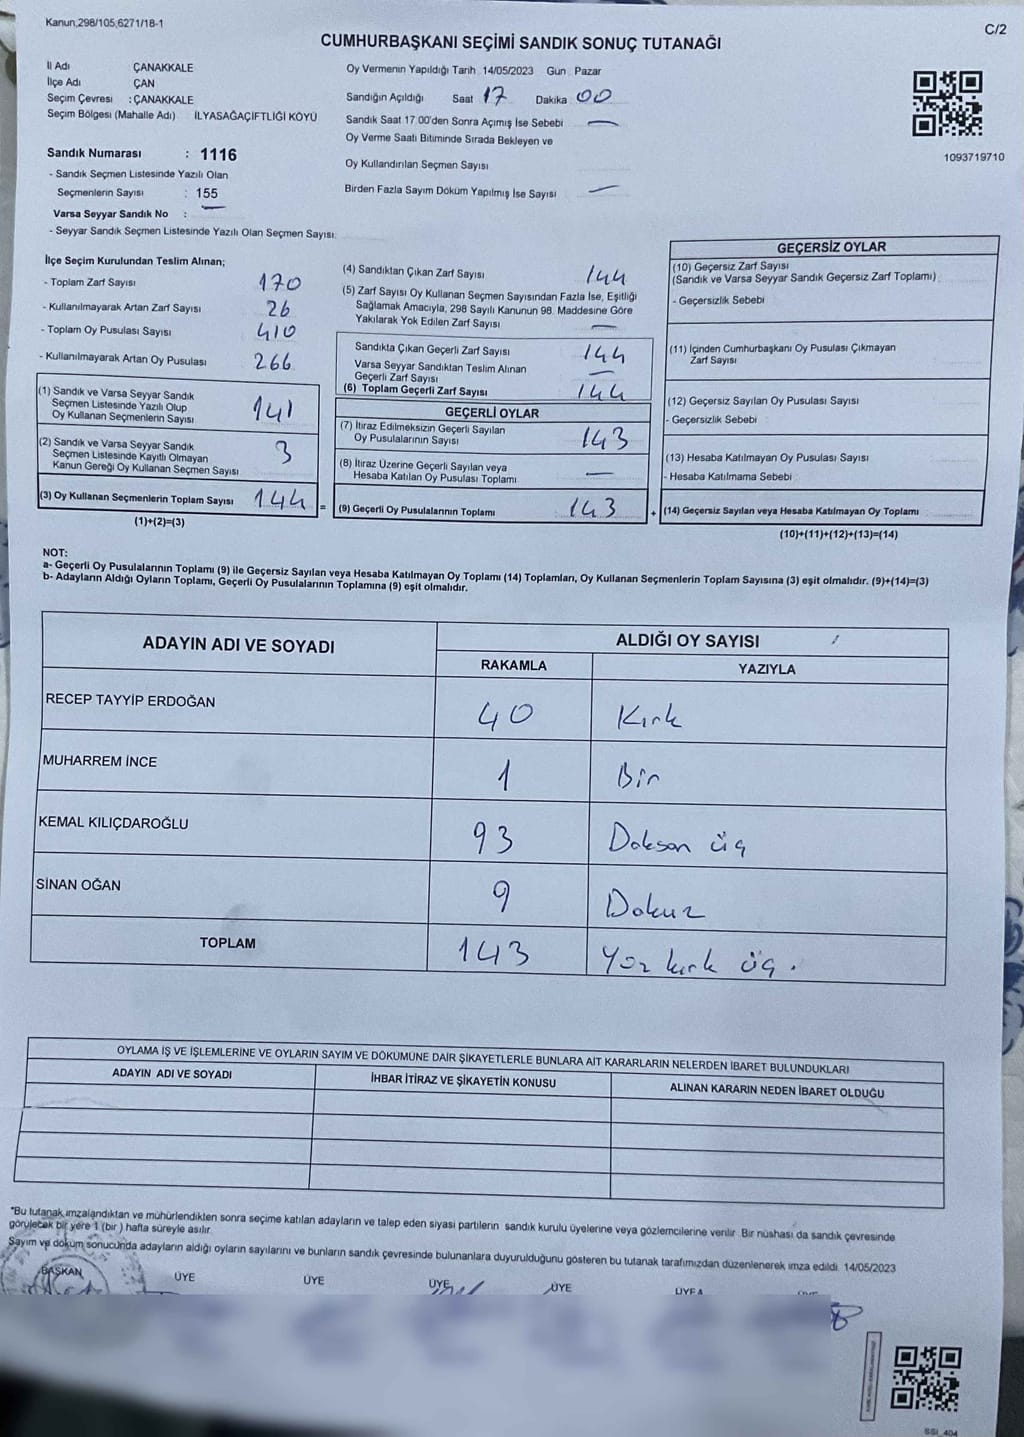 Kanun,298/105,6271/18-1
C/2
CUMHURBAŞKANI SEÇİMİ SANDIK SONUÇ TUTANAĞI
İl Adı ÇANAKKALE
İlçe Adı ÇAN
Seçim Çevresi : ÇANAKKALE
Seçim Bölgesi (Mahalle Adı) İLYASAĞAÇİFTLİĞİ KÖYÜ
Sandık Numarası : 1116
- Sandık Seçmen Listesinde Yazılı Olan
Seçmenlerin Sayısı : 155
Varsa Seyyar Sandık No :
- Seyyar Sandık Seçmen Listesinde Yazılı Olan Seçmen Sayısı:
Oy Vermenin Yapıldığı Tarih 14/05/2023 Gün : Pazar
Sandığın Açıldığı Saat 17 Dakika 00
Sandık Saat 17:00'den Sonra Açımış İse Sebebi —
Oy Verme Saati Bitiminde Sırada Bekleyen ve
Oy Kullandırılan Seçmen Sayısı
Birden Fazla Sayım Döküm Yapılmış İse Sayısı —
1093719710
İlçe Seçim Kurulundan Teslim Alınan;
- Toplam Zarf Sayısı 170
- Kullanılmayarak Artan Zarf Sayısı 26
- Toplam Oy Pusulası Sayısı 410
- Kullanılmayarak Artan Oy Pusulası 266
(1) Sandık ve Varsa Seyyar Sandık
Seçmen Listesinde Yazılı Olup
Oy Kullanan Seçmenlerin Sayısı 141
(2) Sandık ve Varsa Seyyar Sandık
Seçmen Listesinde Kayıtlı Olmayan
Kanun Gereği Oy Kullanan Seçmen Sayısı 3
(3) Oy Kullanan Seçmenlerin Toplam Sayısı 144 =
(1)+(2)=(3)
(4) Sandıktan Çıkan Zarf Sayısı 144
(5) Zarf Sayısı Oy Kullanan Seçmen Sayısından Fazla İse, Eşitliği
Sağlamak Amacıyla, 298 Sayılı Kanunun 98. Maddesine Göre
Yakılarak Yok Edilen Zarf Sayısı —
Sandıkta Çıkan Geçerli Zarf Sayısı 144
Varsa Seyyar Sandıktan Teslim Alınan
Geçerli Zarf Sayısı —
(6) Toplam Geçerli Zarf Sayısı 144
GEÇERLİ OYLAR
(7) İtiraz Edilmeksizin Geçerli Sayılan
Oy Pusulalarının Sayısı 143
(8) İtiraz Üzerine Geçerli Sayılan veya
Hesaba Katılan Oy Pusulası Toplamı —
(9) Geçerli Oy Pusulalarının Toplamı 143 +
GEÇERSİZ OYLAR
(10) Geçersiz Zarf Sayısı
(Sandık ve Varsa Seyyar Sandık Geçersiz Zarf Toplamı)
- Geçersizlik Sebebi
(11) İçinden Cumhurbaşkanı Oy Pusulası Çıkmayan
Zarf Sayısı
(12) Geçersiz Sayılan Oy Pusulası Sayısı
- Geçersizlik Sebebi
(13) Hesaba Katılmayan Oy Pusulası Sayısı
- Hesaba Katılmama Sebebi
(14) Geçersiz Sayılan veya Hesaba Katılmayan Oy Toplamı
(10)+(11)+(12)+(13)=(14)
NOT:
a- Geçerli Oy Pusulalarının Toplamı (9) ile Geçersiz Sayılan veya Hesaba Katılmayan Oy Toplamı (14) Toplamları, Oy Kullanan Seçmenlerin Toplam Sayısına (3) eşit olmalıdır. (9)+(14)=(3)
b- Adayların Aldığı Oyların Toplamı, Geçerli Oy Pusulalarının Toplamına (9) eşit olmalıdır.
ADAYIN ADI VE SOYADI ALDIĞI OY SAYISI
RAKAMLA YAZIYLA
RECEP TAYYİP ERDOĞAN 40 Kırk
MUHARREM İNCE 1 Bir
KEMAL KILIÇDAROĞLU 93 Doksan üç
SİNAN OĞAN 9 Dokuz
TOPLAM 143 Yüz kırk üç.
OYLAMA İŞ VE İŞLEMLERİNE VE OYLARIN SAYIM VE DÖKÜMÜNE DAİR ŞİKAYETLERLE BUNLARA AİT KARARLARIN NELERDEN İBARET BULUNDUKLARI
ADAYIN ADI VE SOYADI İHBAR İTİRAZ VE ŞİKAYETİN KONUSU ALINAN KARARIN NEDEN İBARET OLDUĞU
*Bu tutanak imzalandıktan ve mühürlendikten sonra seçime katılan adayların ve talep eden siyasi partilerin sandık kurulu üyelerine veya gözlemcilerine verilir. Bir nüshası da sandık çevresinde
görülecek bir yere 1 (bir ) hafta süreyle asılır.
Sayım ve döküm sonucunda adayların aldığı oyların sayılarını ve bunların sandık çevresinde bulunanlara duyurulduğunu gösteren bu tutanak tarafımızdan düzenlenerek imza edildi. 14/05/2023
BAŞKAN ÜYE ÜYE ÜYE ÜYE ÜYE
SSI_404